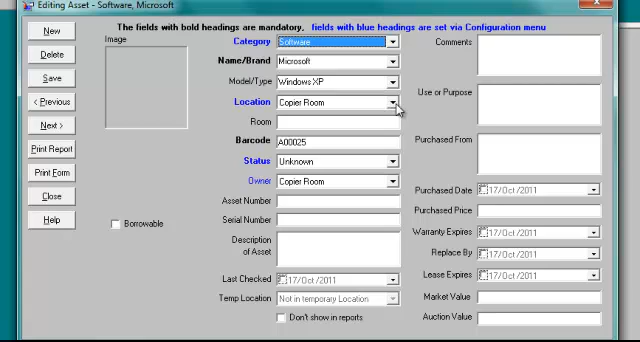 Editing Asset - Software, Microsoft
The fields with bold headings are mandatory, fields with blue headings are set via Configuration menu
New
Delete
Save
< Previous
Next >
Print Report
Print Form
Close
Help
Image
Borrowable
Category Software
Name/Brand Microsoft
Model/Type Windows XP
Location Copier Room
Room
Barcode A00025
Status Unknown
Owner Copier Room
Asset Number
Serial Number
Description
of Asset
Last Checked 17/Oct/2011
Temp Location Not in temporary Location
Don't show in reports
Comments
Use or Purpose
Purchased From
Purchased Date 17/Oct/2011
Purchased Price
Warranty Expires 17/Oct/2011
Replace By 17/Oct/2011
Lease Expires 17/Oct/2011
Market Value
Auction Value